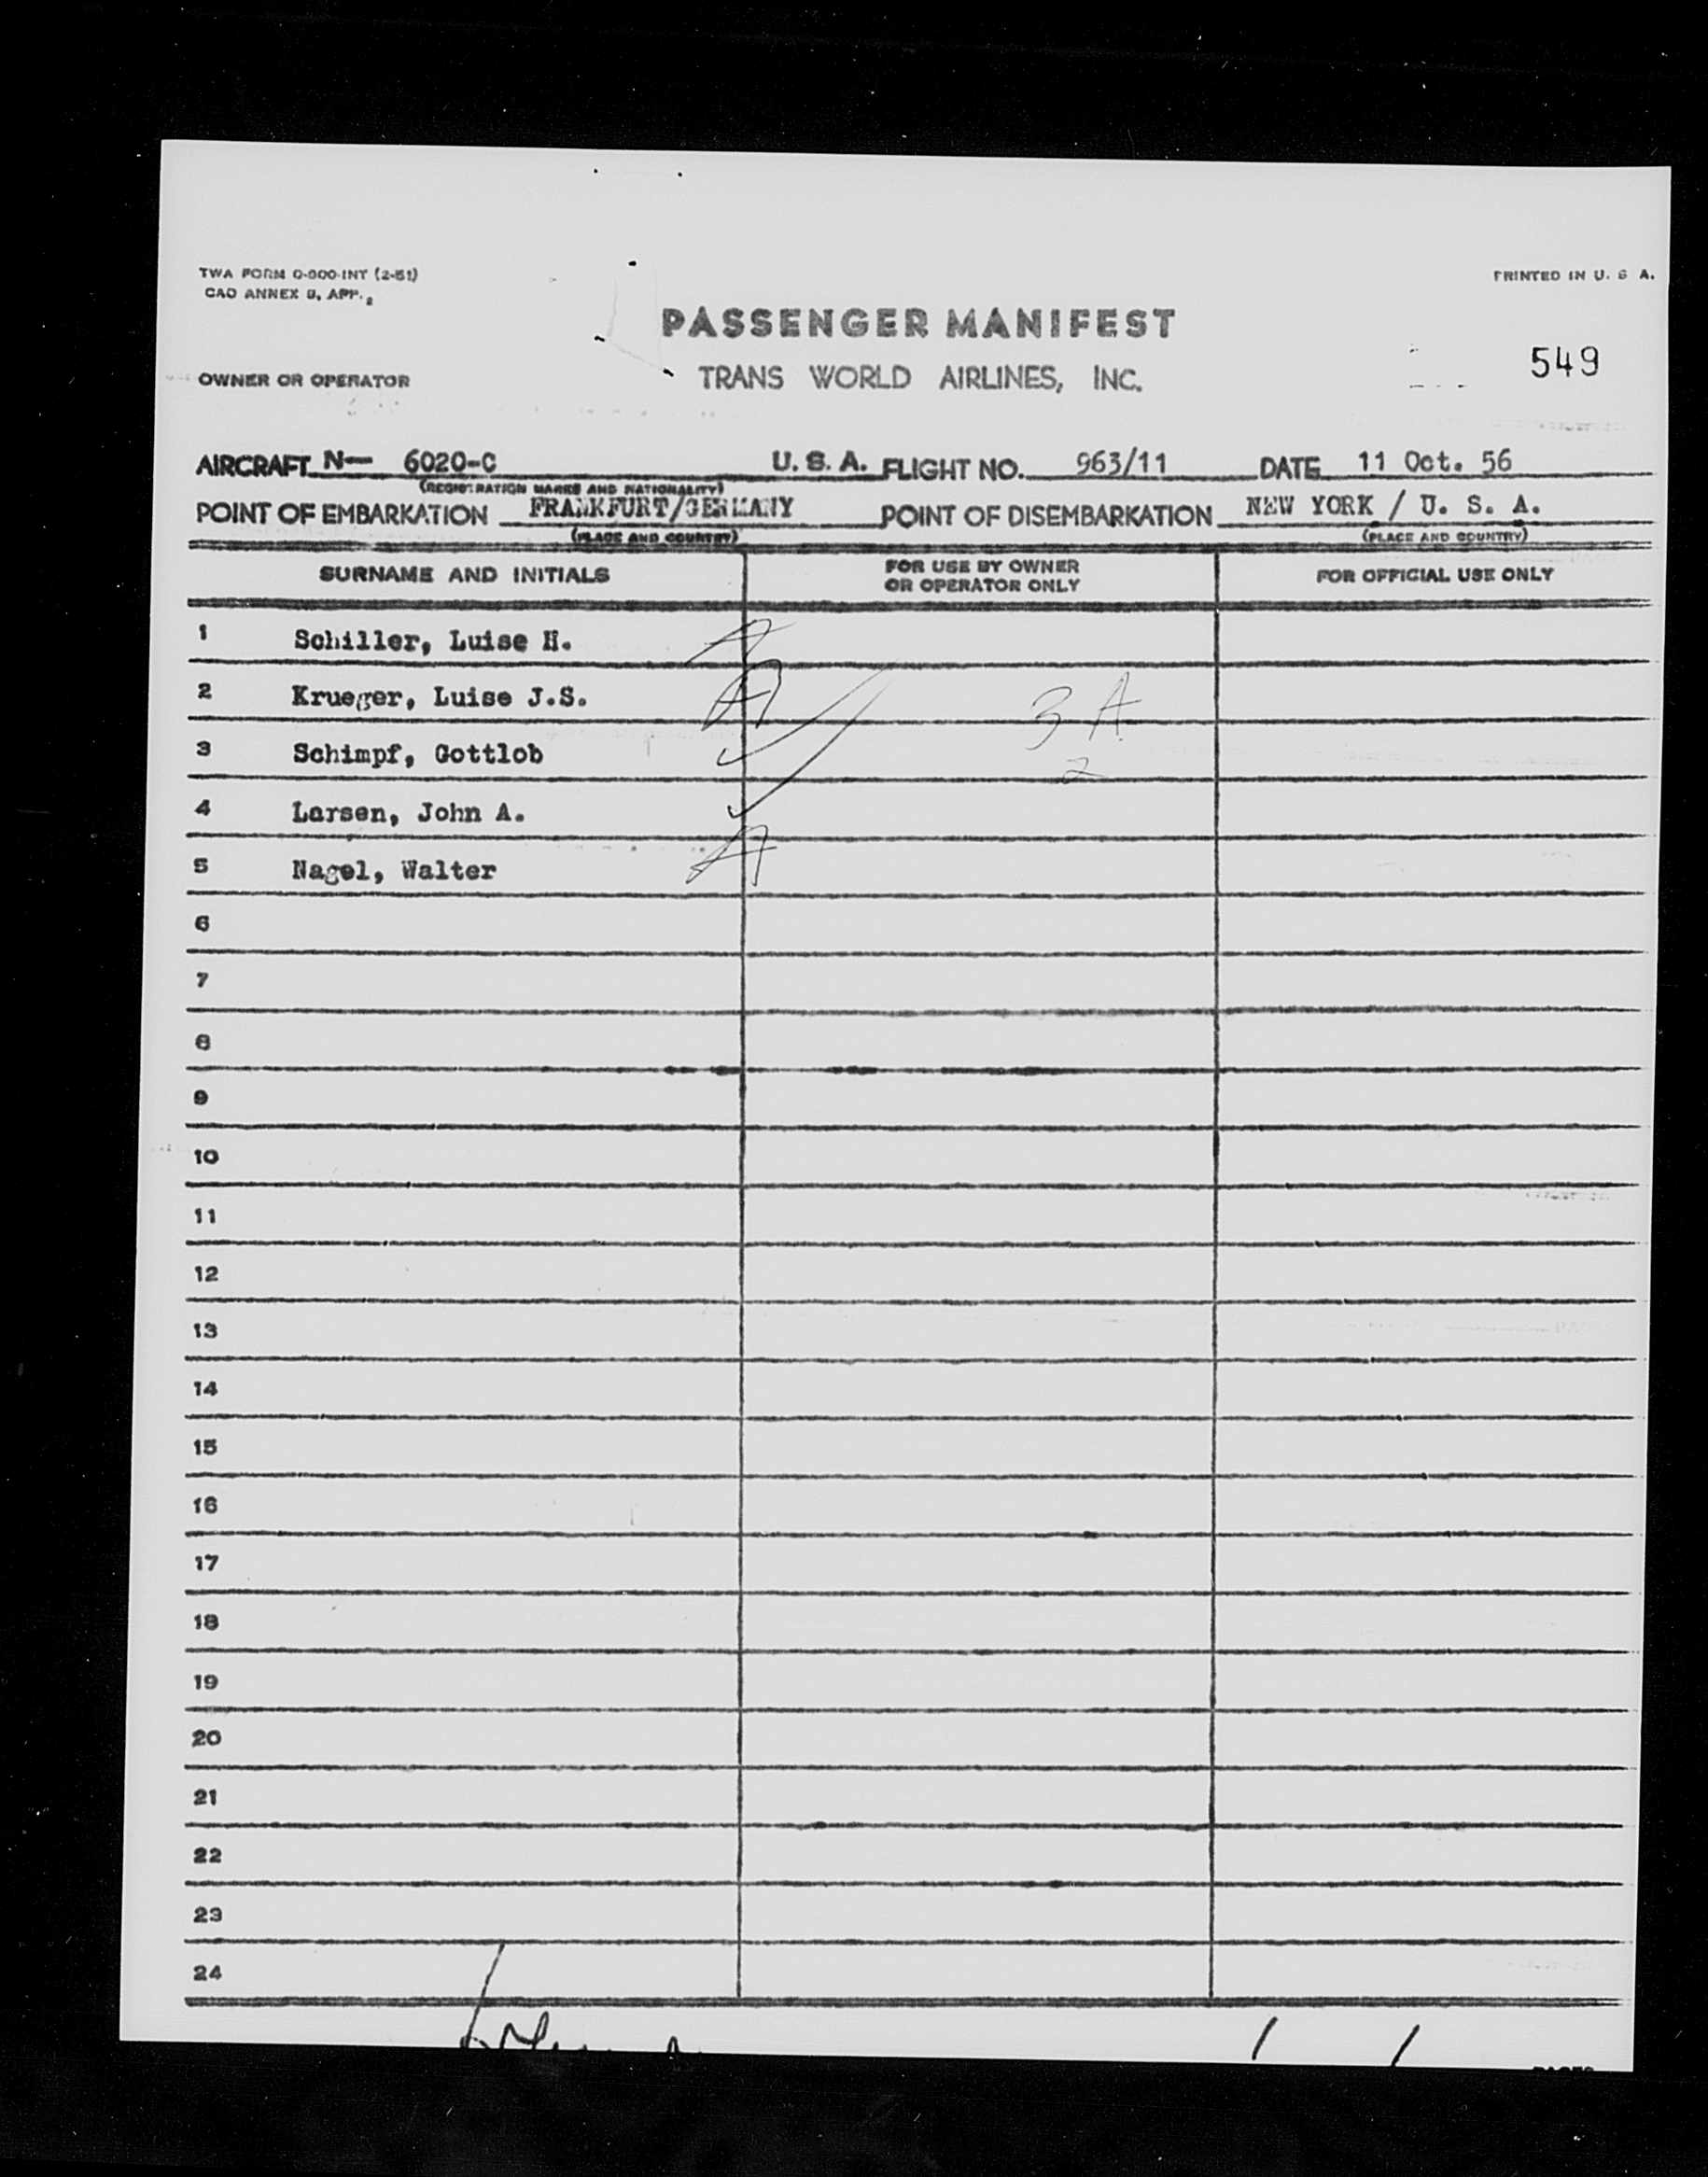 TWA FORM O-900-INT (2-51)
CAO ANNEX 9, APP. 2
PRINTED IN U. S A.
PASSENGER MANIFEST
549
OWNER OR OPERATOR TRANS WORLD AIRLINES, INC.
AIRCRAFT N— 6020-C U. S. A. FLIGHT NO. 963/11 DATE 11 Oct. 56
(REGISTRATION MARKS AND NATIONALITY)
POINT OF EMBARKATION FRANKFURT/GERMANY POINT OF DISEMBARKATION NEW YORK / U. S. A.
(PLACE AND COUNTRY) (PLACE AND COUNTRY)
SURNAME AND INITIALS FOR USE BY OWNER OR OPERATOR ONLY FOR OFFICIAL USE ONLY
1 Schiller, Luise H.
2 Krueger, Luise J.S. A 3 A
3 Schimpf, Gottlob 2
4 Larsen, John A.
5 Nagel, Walter A
6
7
8
9
10
11
12
13
14
15
16
17
18
19
20
21
22
23
24